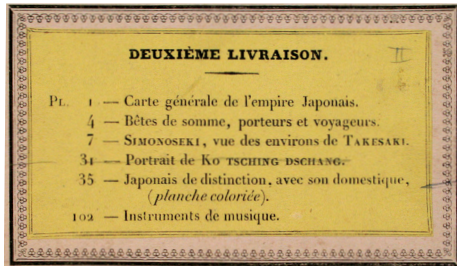 DEUXIÈME LIVRAISON.
II
PL. 1 — Carte générale de l'empire Japonais.
4 — Bêtes de somme, porteurs et voyageurs.
7 — SIMONOSEKI, vue des environs de TAKESAKI.
31 — Portrait de KO TSCHING DSCHANG.
35 — Japonais de distinction, avec son domestique,
(planche coloriée).
102 — Instruments de musique.